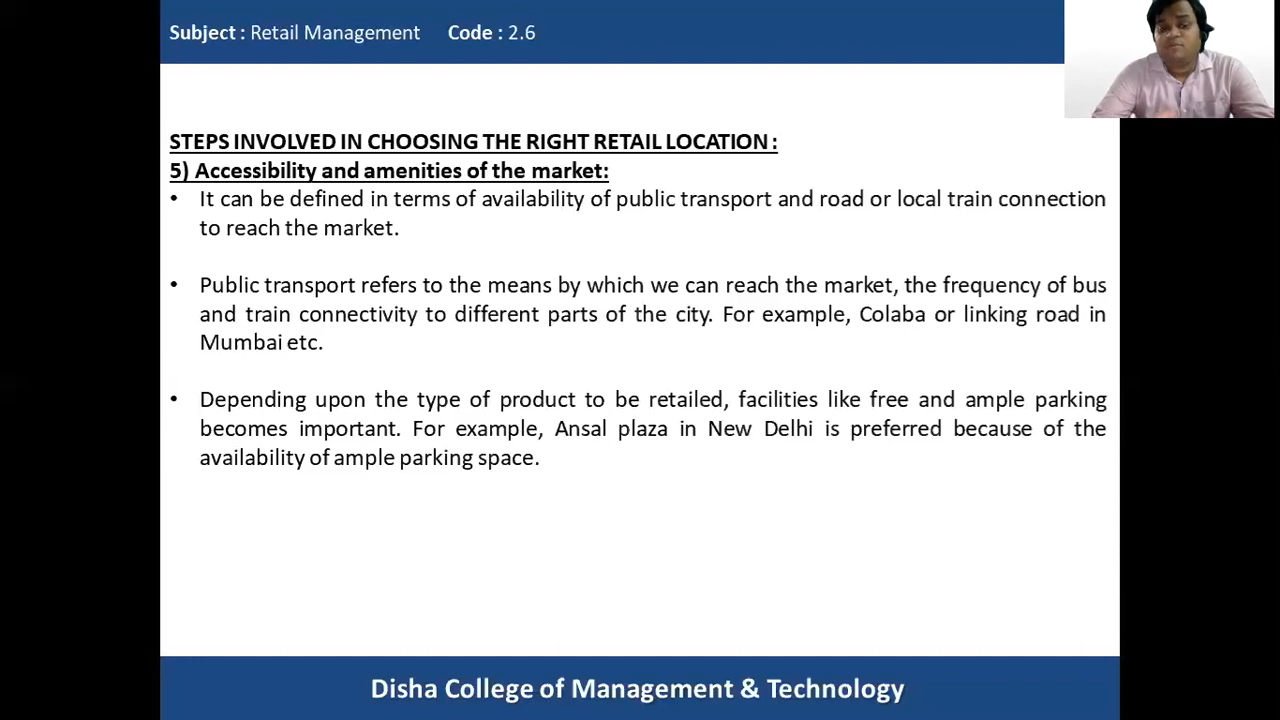 Subject : Retail Management Code : 2.6
STEPS INVOLVED IN CHOOSING THE RIGHT RETAIL LOCATION :
5) Accessibility and amenities of the market:
• It can be defined in terms of availability of public transport and road or local train connection
to reach the market.
• Public transport refers to the means by which we can reach the market, the frequency of bus
and train connectivity to different parts of the city. For example, Colaba or linking road in
Mumbai etc.
• Depending upon the type of product to be retailed, facilities like free and ample parking
becomes important. For example, Ansal plaza in New Delhi is preferred because of the
availability of ample parking space.
Disha College of Management & Technology